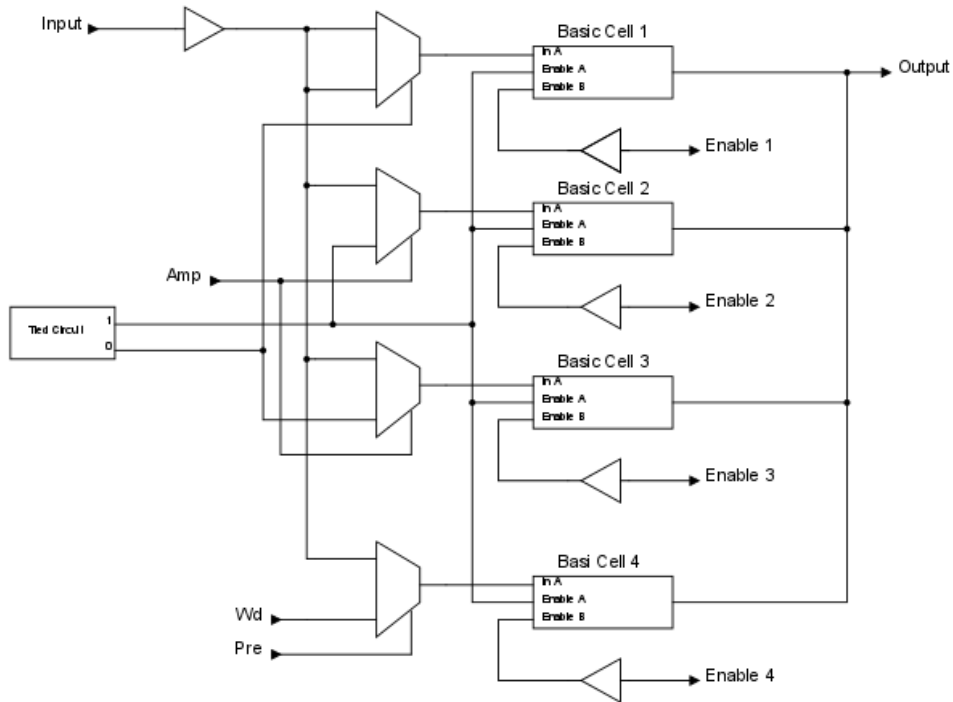 Input
Basic Cell 1
In A
Enable A
Enable B
Output
Enable 1
Basic Cell 2
In A
Enable A
Enable B
Amp
Enable 2
Tied Circuit
1
0
Basic Cell 3
In A
Enable A
Enable B
Enable 3
Basi Cell 4
In A
Enable A
Enable B
Wd
Pre
Enable 4